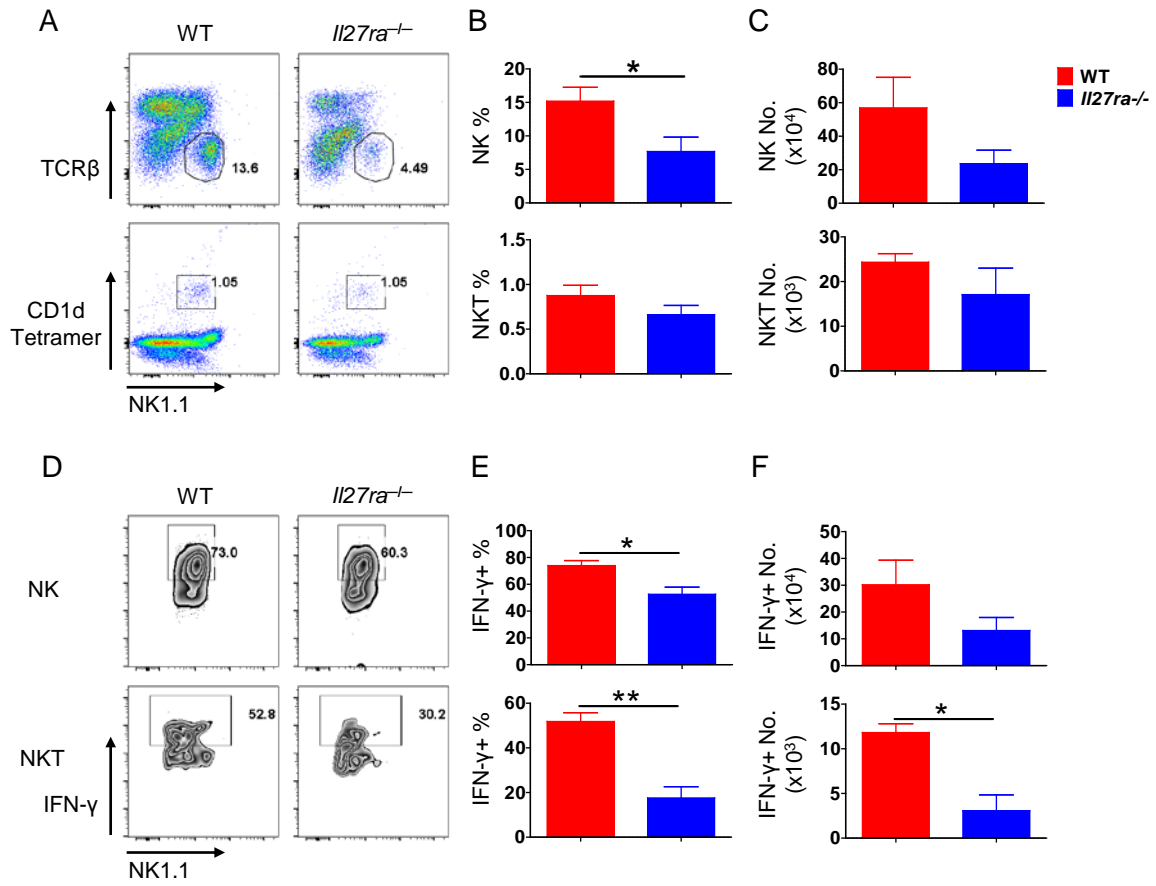 A
WT
Il27ra–/–
TCRβ
13.6
4.49
CD1d
Tetramer
1.05
1.05
NK1.1
B
*
NK %
20
15
10
5
0
NKT %
1.5
1.0
0.5
0.0
C
NK No.
(x10⁴)
80
60
40
20
0
NKT No.
(x10³)
30
20
10
0
WT
Il27ra-/-
D
WT
Il27ra–/–
NK
73.0
60.3
NKT
52.8
30.2
IFN-γ
NK1.1
E
*
IFN-γ+ %
100
80
60
40
20
0
**
IFN-γ+ %
60
40
20
0
F
IFN-γ+ No.
(x10⁴)
50
40
30
20
10
0
*
IFN-γ+ No.
(x10³)
15
10
5
0